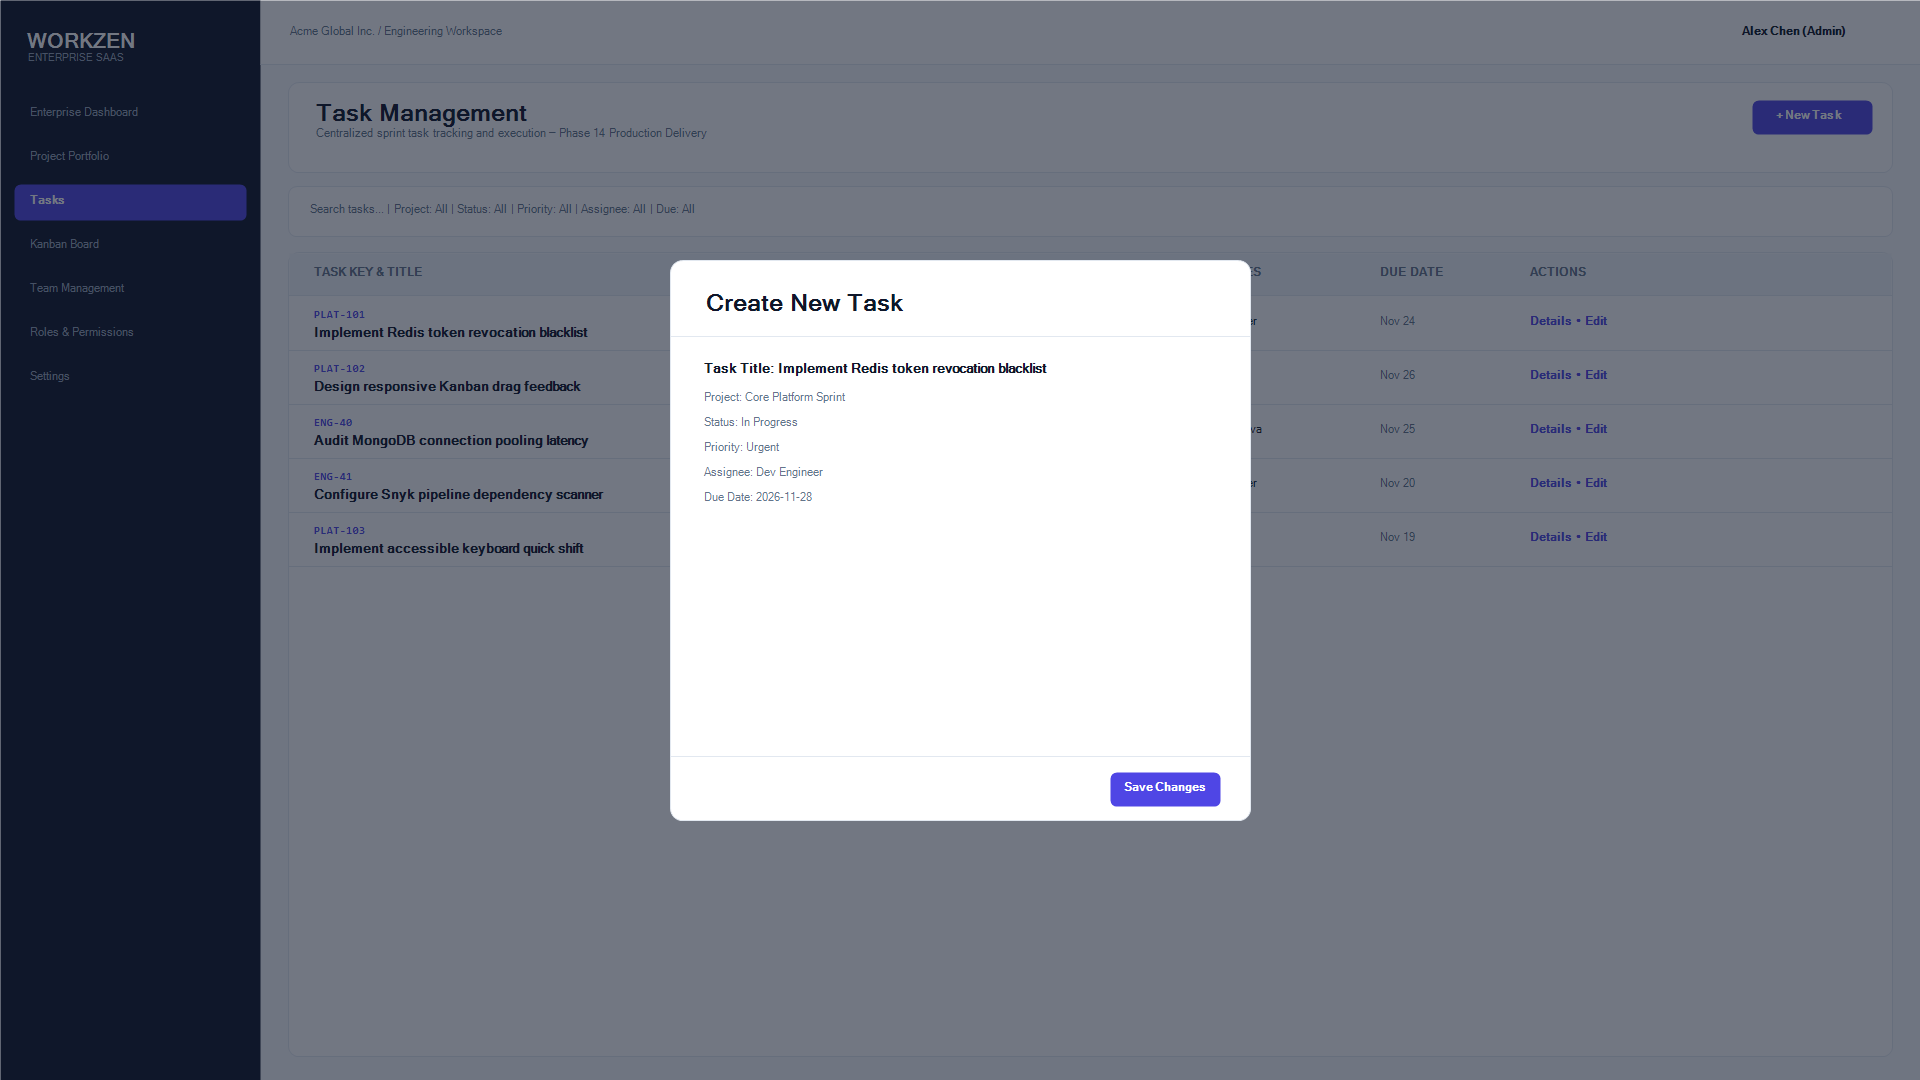 WORKZEN
ENTERPRISE SAAS
Enterprise Dashboard
Project Portfolio
Tasks
Kanban Board
Team Management
Roles & Permissions
Settings
Acme Global Inc. / Engineering Workspace
Alex Chen (Admin)
Task Management
Centralized sprint task tracking and execution — Phase 14 Production Delivery
+ New Task
Search tasks... | Project: All | Status: All | Priority: All | Assignee: All | Due: All
TASK KEY & TITLE
DUE DATE
ACTIONS
PLAT-101
Implement Redis token revocation blacklist
Nov 24
Details • Edit
PLAT-102
Design responsive Kanban drag feedback
Nov 26
Details • Edit
ENG-40
Audit MongoDB connection pooling latency
Nov 25
Details • Edit
ENG-41
Configure Snyk pipeline dependency scanner
Nov 20
Details • Edit
PLAT-103
Implement accessible keyboard quick shift
Nov 19
Details • Edit
Create New Task
Task Title: Implement Redis token revocation blacklist
Project: Core Platform Sprint
Status: In Progress
Priority: Urgent
Assignee: Dev Engineer
Due Date: 2026-11-28
Save Changes